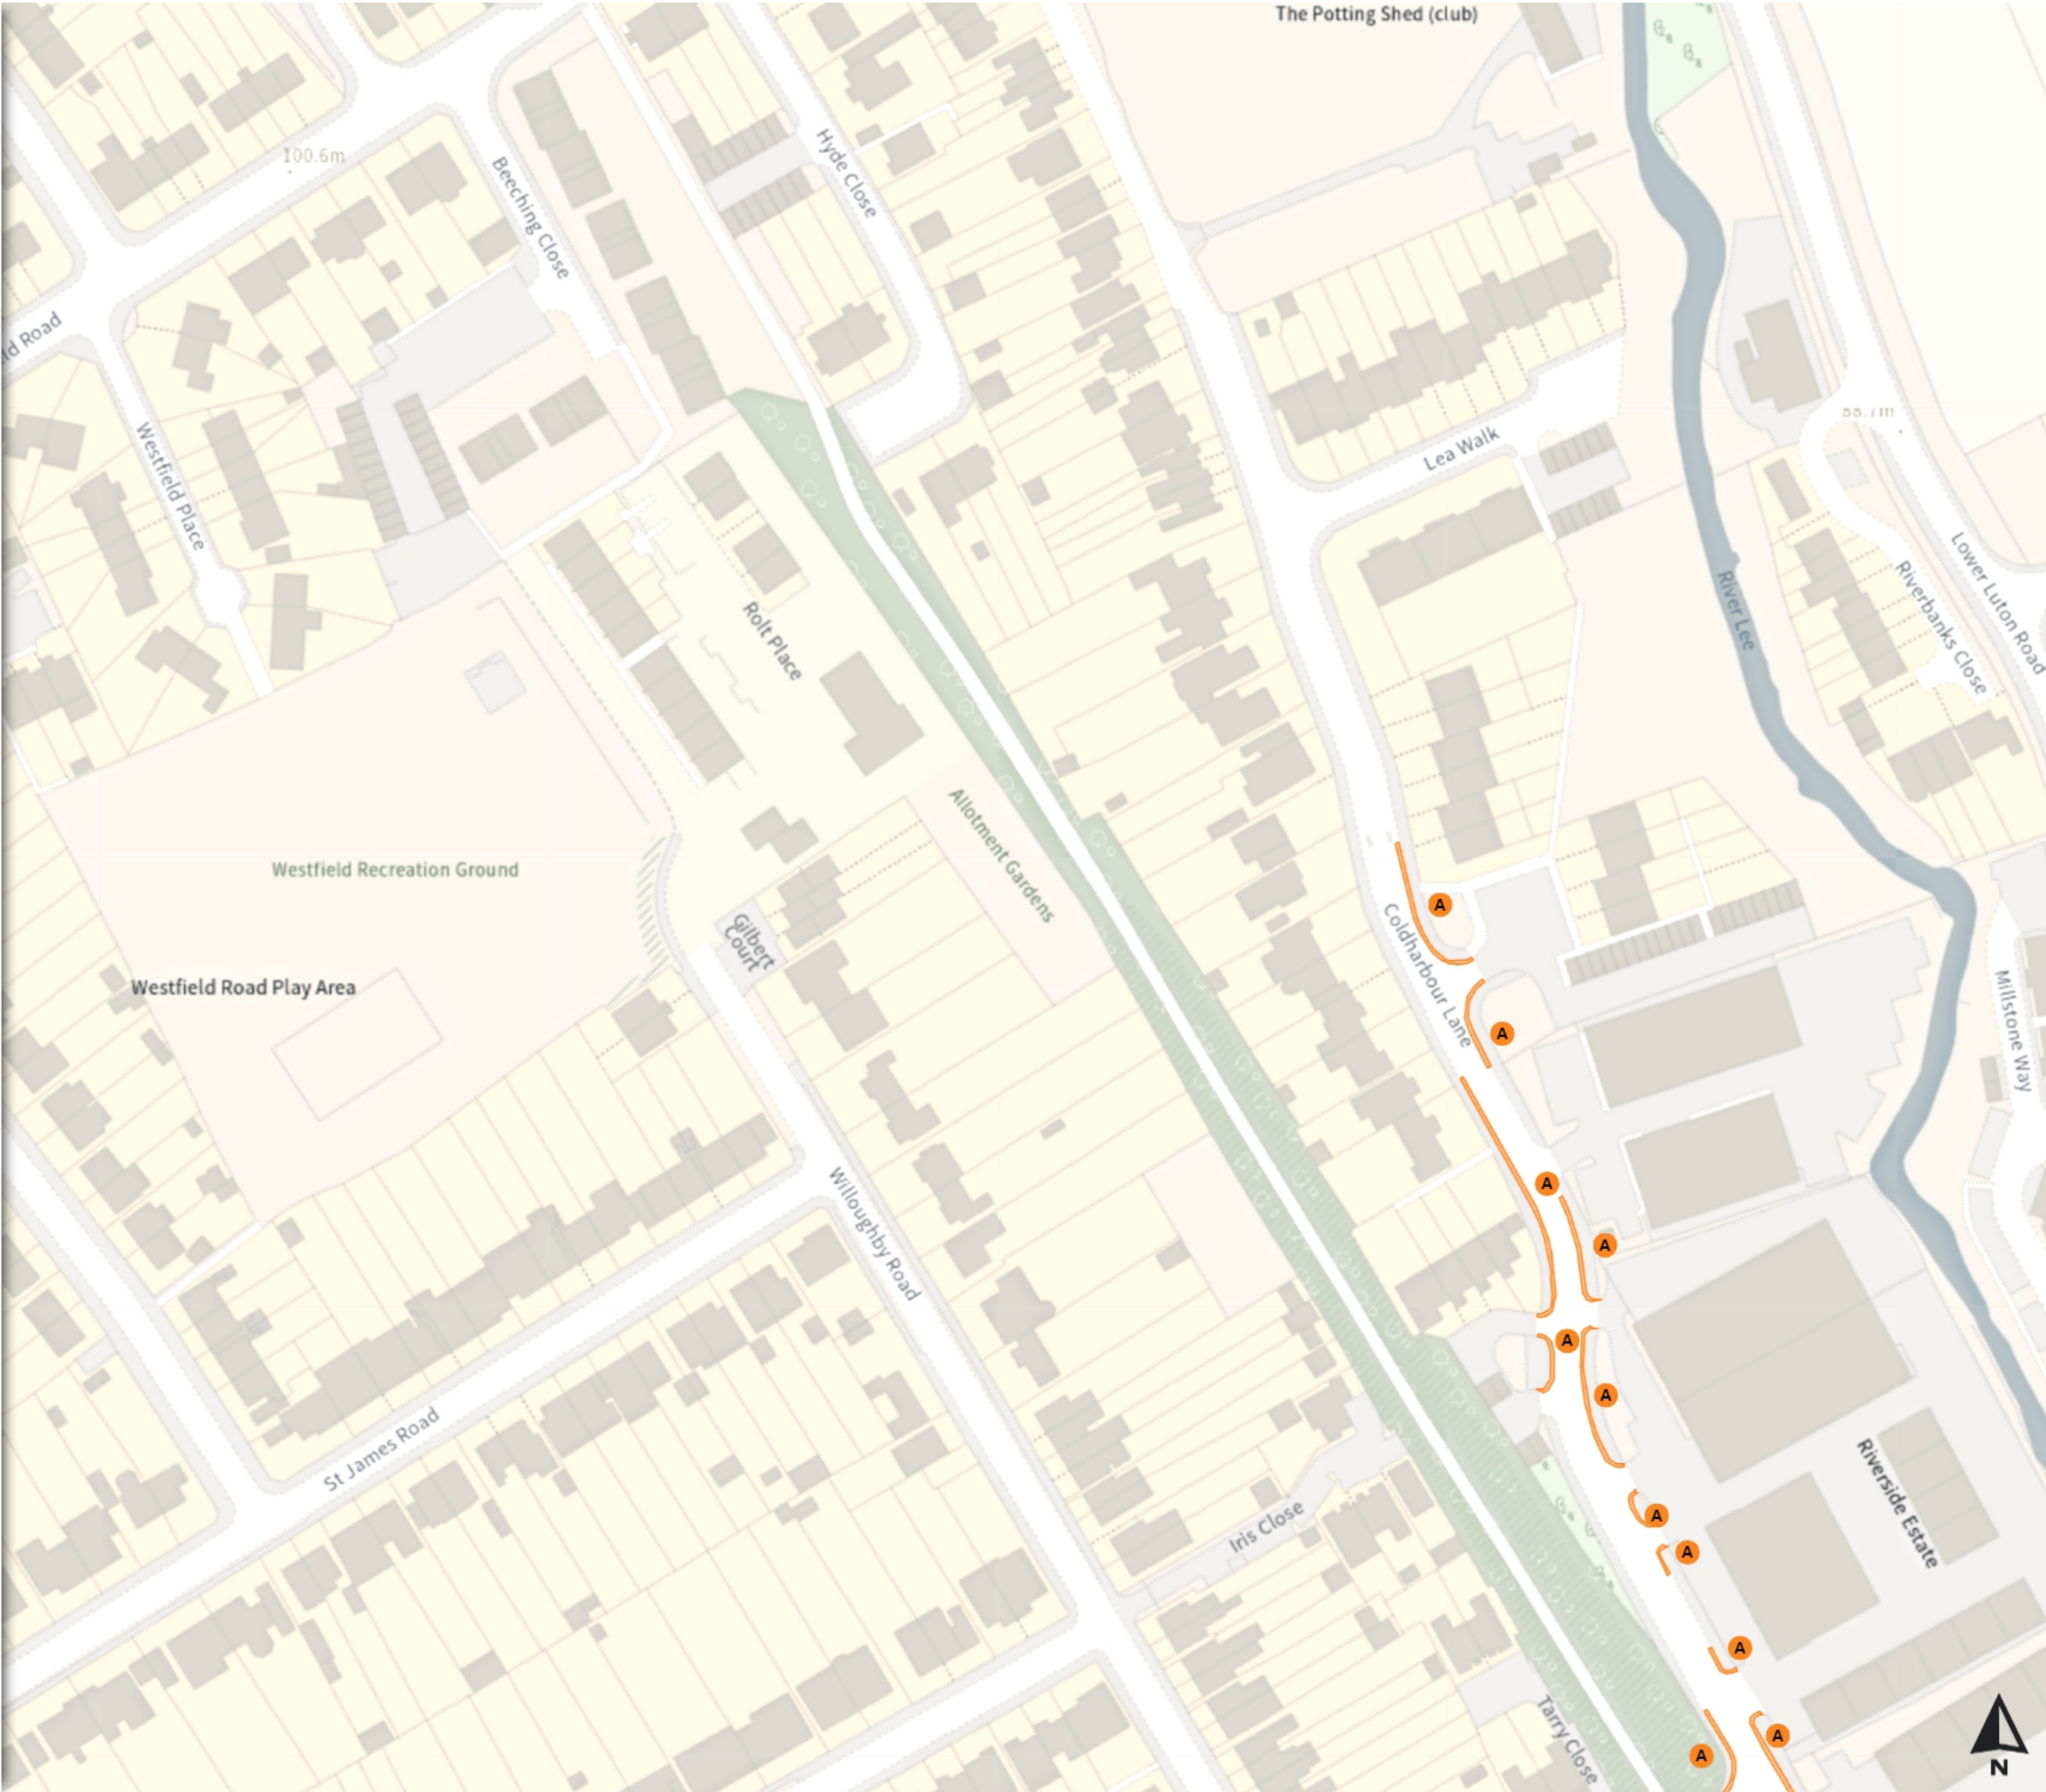 The Potting Shed (club)
100.6m
Hyde Close
Beeching Close
ld Road
Westfield Place
Lea Walk
Lower Luton Road
Riverbanks Close
River Lee
Rolt Place
Allotment Gardens
Westfield Recreation Ground
A
Coldharbour Lane
Gilbert
Court
Westfield Road Play Area
A
Millstone Way
A
Willoughby Road
A
A
A
St James Road
Riverside Estate
Iris Close
A
A
A
Tarry Close
A
A
N